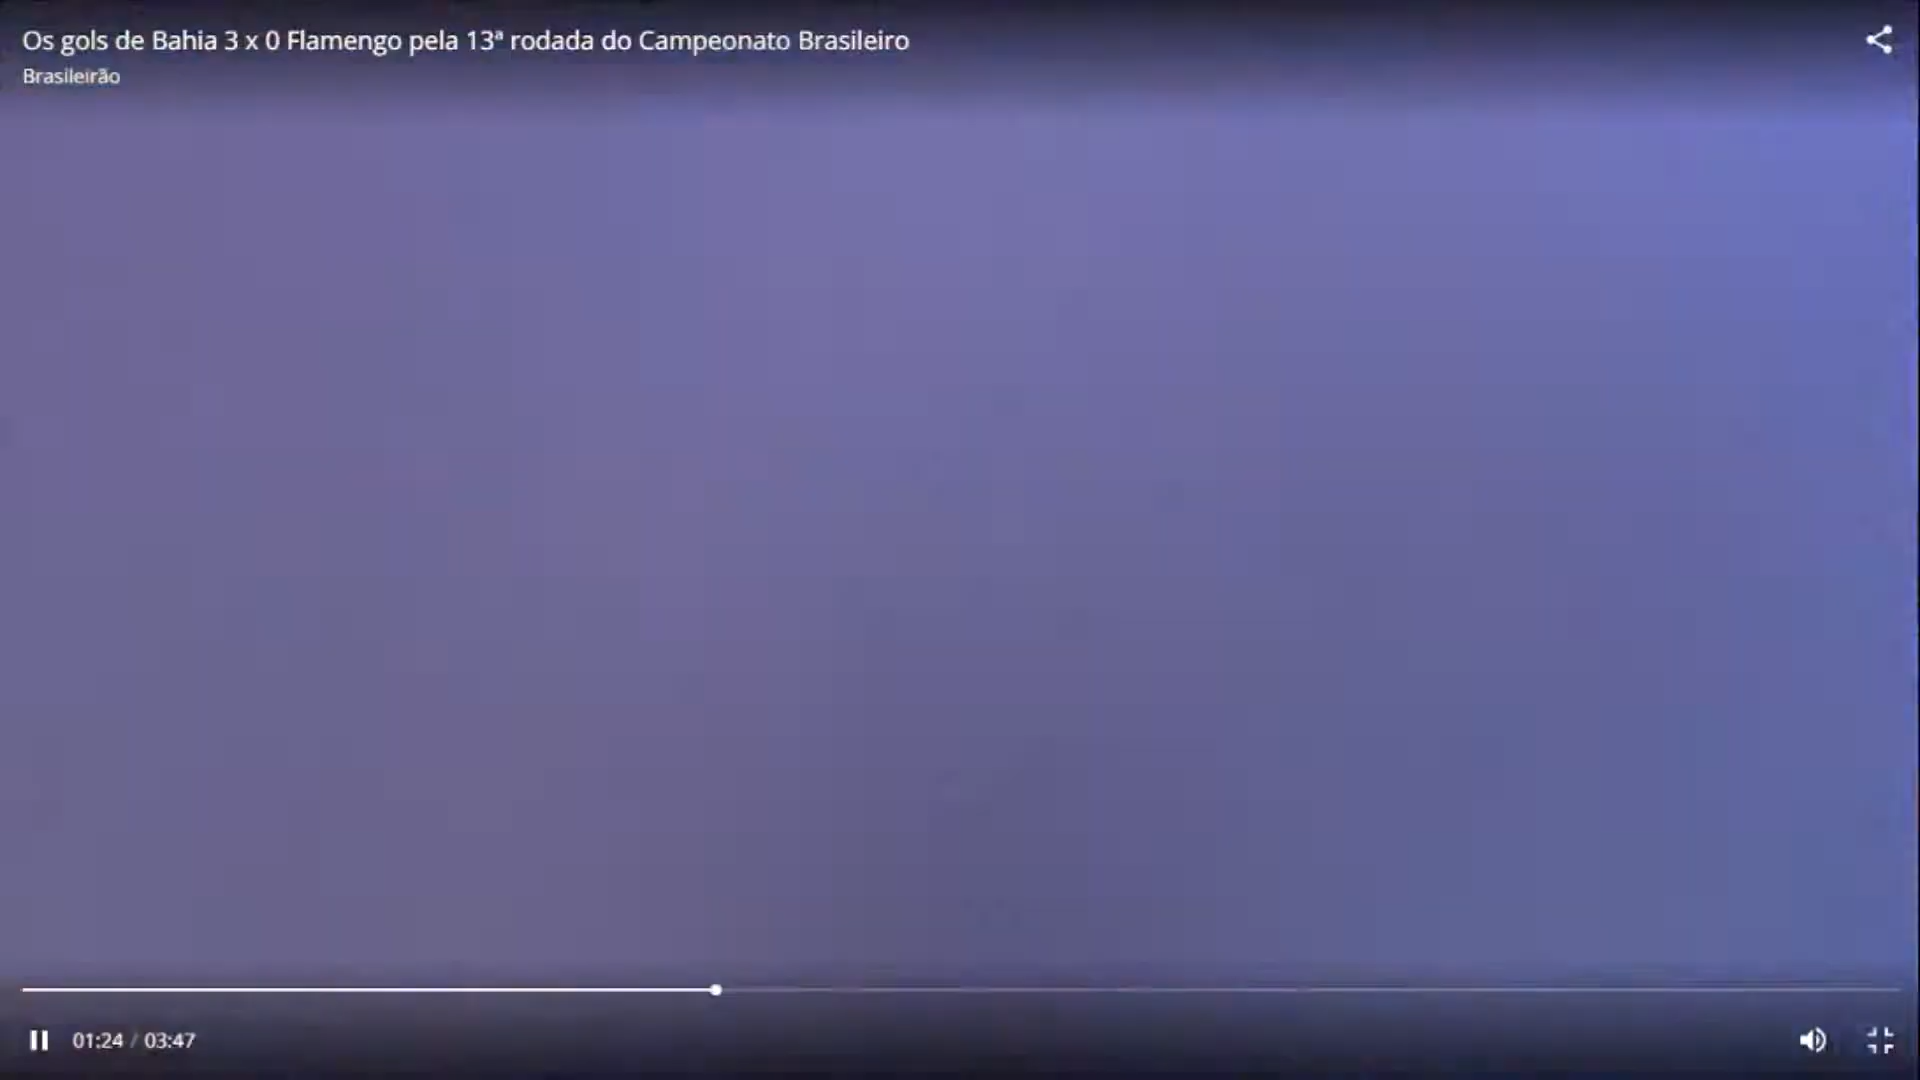 Os gols de Bahia 3 x 0 Flamengo pela 13ª rodada do Campeonato Brasileiro
Brasileirão
01:24 / 03:47